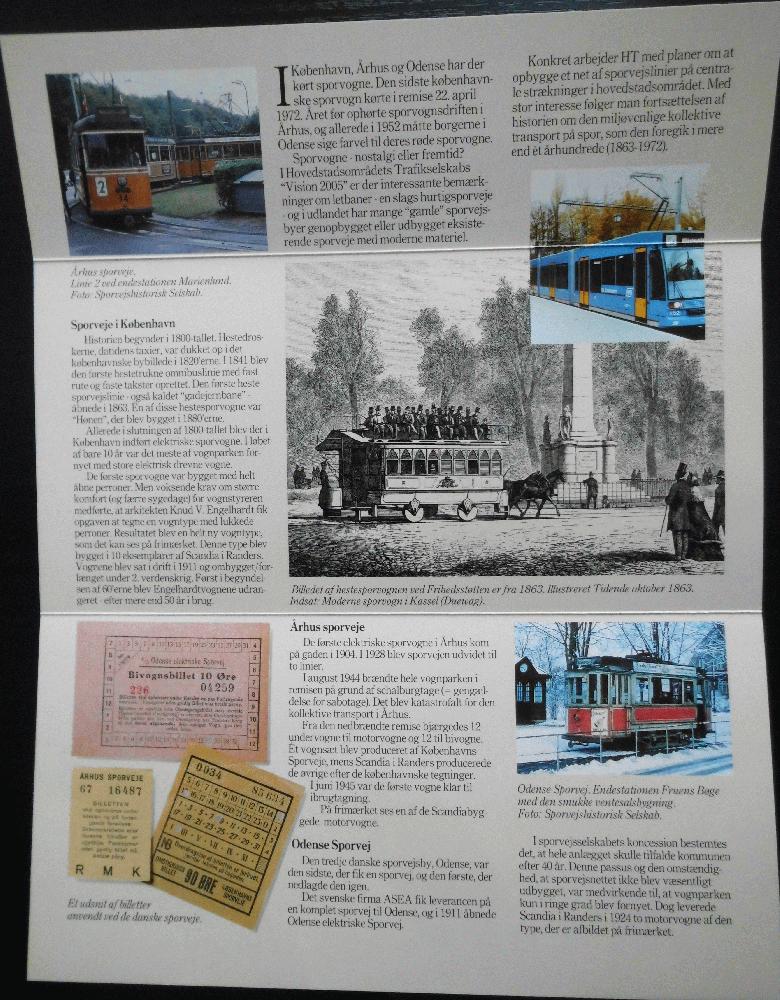 I København, Århus og Odense har der
kørt sporvogne. Den sidste københavn-
ske sporvogn kørte i remise 22. april
1972. Året før ophørte sporvognsdriften i
Århus, og allerede i 1952 måtte borgerne i
Odense sige farvel til deres røde sporvogne.
Sporvogne - nostalgi eller fremtid?
I Hovedstadsområdets Trafikselskabs
"Vision 2005" er der interessante bemærk-
ninger om letbaner - en slags hurtigsporveje
- og i udlandet har mange "gamle" sporvejs-
byer genopbygget eller udbygget eksiste-
rende sporveje med moderne materiel.
Konkret arbejder HT med planer om at
opbygge et net af sporvejslinier på centra-
le strækninger i hovedstadsområdet. Med
stor interesse følger man fortsættelsen af
historien om den miljøvenlige kollektive
transport på spor, som den foregik i mere
end ét århundrede (1863-1972).
2
14
Århus sporveje.
Linie 2 ved endestationen Marienlund.
Foto: Sporvejshistorisk Selskab.
Sporveje i København
Historien begynder i 1800-tallet. Hestedros-
kerne, datidens taxier, var dukket op i det
københavnske bybillede i 1820'erne. I 1841 blev
den første hestetrukne omnibuslinie med fast
rute og faste takster oprettet. Den første heste
sporvejslinie - også kaldet "gadejernbane" -
åbnede i 1863. En af disse hestesporvogne var
"Hønen", der blev bygget i 1880'erne.
Allerede i slutningen af 1800-tallet blev der i
København indført elektriske sporvogne. I løbet
af bare 10 år var det meste af vognparken for-
nyet med store elektrisk drevne vogne.
De første sporvogne var bygget med helt
åbne perroner. Men voksende krav om større
komfort (og færre sygedage) for vognstyreren
medførte, at arkitekten Knud V. Engelhardt fik
opgaven at tegne en vogntype med lukkede
perroner. Resultatet blev en helt ny vogntype,
som det kan ses på frimærket. Denne type blev
bygget i 10 eksemplarer af Scandia i Randers.
Vognene blev sat i drift i 1911 og ombygget/for-
længet under 2. verdenskrig. Først i begyndel
sen af 60'erne blev Engelhardtvognene udran-
geret - efter mere end 50 år i brug.
Billedet af hestesporvognen ved Frihedsstøtten er fra 1863. Illustreret Tidende oktober 1863.
Indsat: Moderne sporvogn i Kassel (Duewag).
Odense elektriske Sporvej
Bivognsbillet 10 Øre
226 04259
ÅRHUS SPORVEJE
67 16487
BILLETTEN
R M K
0034 85624
90 ØRE
KØBENHAVNS
SPORVEJE
Et udsnit af billetter
anvendt ved de danske sporveje.
Århus sporveje
De første elektriske sporvogne i Århus kom
på gaden i 1904. I 1928 blev sporvejen udvidet til
to linier.
I august 1944 brændte hele vognparken i
remisen på grund af schalburgtage (= gengæl-
delse for sabotage). Det blev katastrofalt for den
kollektive transport i Århus.
Fra den nedbrændte remise bjærgedes 12
undervogne til motorvogne og 12 til bivogne.
Et vognsæt blev produceret af Københavns
Sporveje, mens Scandia i Randers producerede
de øvrige efter de københavnske tegninger.
I juni 1945 var de første vogne klar til
ibrugtagning.
På frimærket ses en af de Scandia byg-
gede motorvogne.
Odense Sporvej
Den tredje danske sporvejsby, Odense, var
den sidste, der fik en sporvej, og den første, der
nedlagde den igen.
Det svenske firma ASEA fik leverancen på
en komplet sporvej til Odense, og i 1911 åbnede
Odense elektriske Sporvej.
Odense Sporvej. Endestationen Fruens Bøge
med den smukke ventesalsbygning.
Foto: Sporvejshistorisk Selskab.
I sporvejsselskabets koncession bestemtes
det, at hele anlægget skulle tilfalde kommunen
efter 40 år. Denne passus og den omstændig-
hed, at sporvejsnettet ikke blev væsentligt
udbygget, var medvirkende til, at vognparken
kun i ringe grad blev fornyet. Dog leverede
Scandia i Randers i 1924 to motorvogne af den
type, der er afbildet på frimærket.